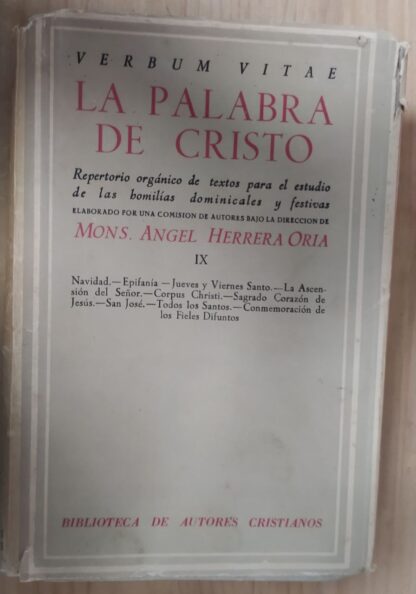 VERBUM VITAE
LA PALABRA
DE CRISTO
Repertorio orgánico de textos para el estudio
de las homilías dominicales y festivas
ELABORADO POR UNA COMISION DE AUTORES BAJO LA DIRECCION DE
MONS. ANGEL HERRERA ORIA
IX
Navidad.—Epifanía—Jueves y Viernes Santo.—La Ascen-
sión del Señor.—Corpus Christi.—Sagrado Corazón de
Jesús.—San José.—Todos los Santos.—Conmemoración de
los Fieles Difuntos
BIBLIOTECA DE AUTORES CRISTIANOS